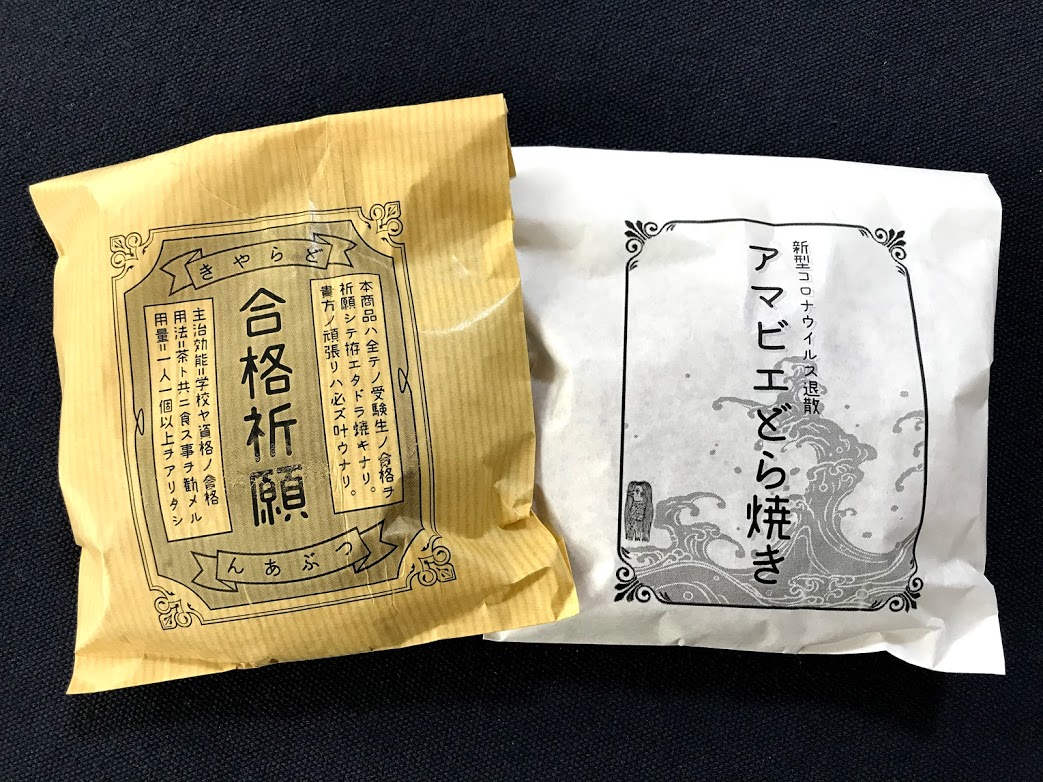 きやらど
本商品ハ全テノ受験生ノ合格ヲ
祈願シテ拵エタドラ焼キナリ。
貴方ノ頑張リハ必ズ叶ウナリ。
合格祈願
主治効能=学校ヤ資格ノ合格
用法=茶ト共ニ食ス事ヲ勧メル
用量=一人一個以上ヲアリタシ
んあぶつ
新型コロナウイルス退散
アマビエどら焼き